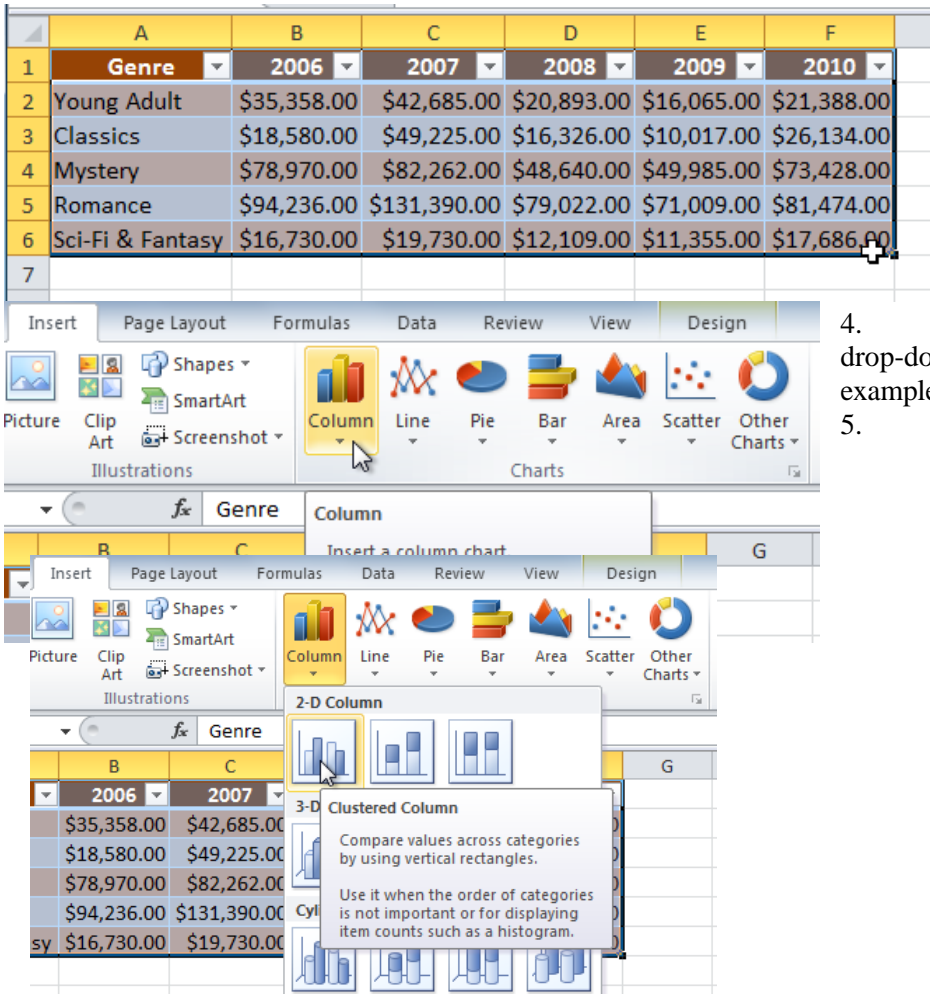 A B C D E F
1 Genre 2006 2007 2008 2009 2010
2 Young Adult $35,358.00 $42,685.00 $20,893.00 $16,065.00 $21,388.00
3 Classics $18,580.00 $49,225.00 $16,326.00 $10,017.00 $26,134.00
4 Mystery $78,970.00 $82,262.00 $48,640.00 $49,985.00 $73,428.00
5 Romance $94,236.00 $131,390.00 $79,022.00 $71,009.00 $81,474.00
6 Sci-Fi & Fantasy $16,730.00 $19,730.00 $12,109.00 $11,355.00 $17,686.00
7
Insert Page Layout Formulas Data Review View Design
Picture Clip Art Shapes SmartArt Screenshot
Column Line Pie Bar Area Scatter Other Charts
Illustrations Charts
fx Genre
Column
Insert a column chart
B C G
4.
drop-do
example
5.
Insert Page Layout Formulas Data Review View Design
Picture Clip Art Shapes SmartArt Screenshot
Column Line Pie Bar Area Scatter Other Charts
Illustrations
2-D Column
fx Genre
B C G
2006 2007
3-D
Clustered Column
$35,358.00 $42,685.00
Compare values across categories
$18,580.00 $49,225.00
by using vertical rectangles.
$78,970.00 $82,262.00
Use it when the order of categories
$94,236.00 $131,390.00 Cyli
is not important or for displaying
sy $16,730.00 $19,730.00
item counts such as a histogram.